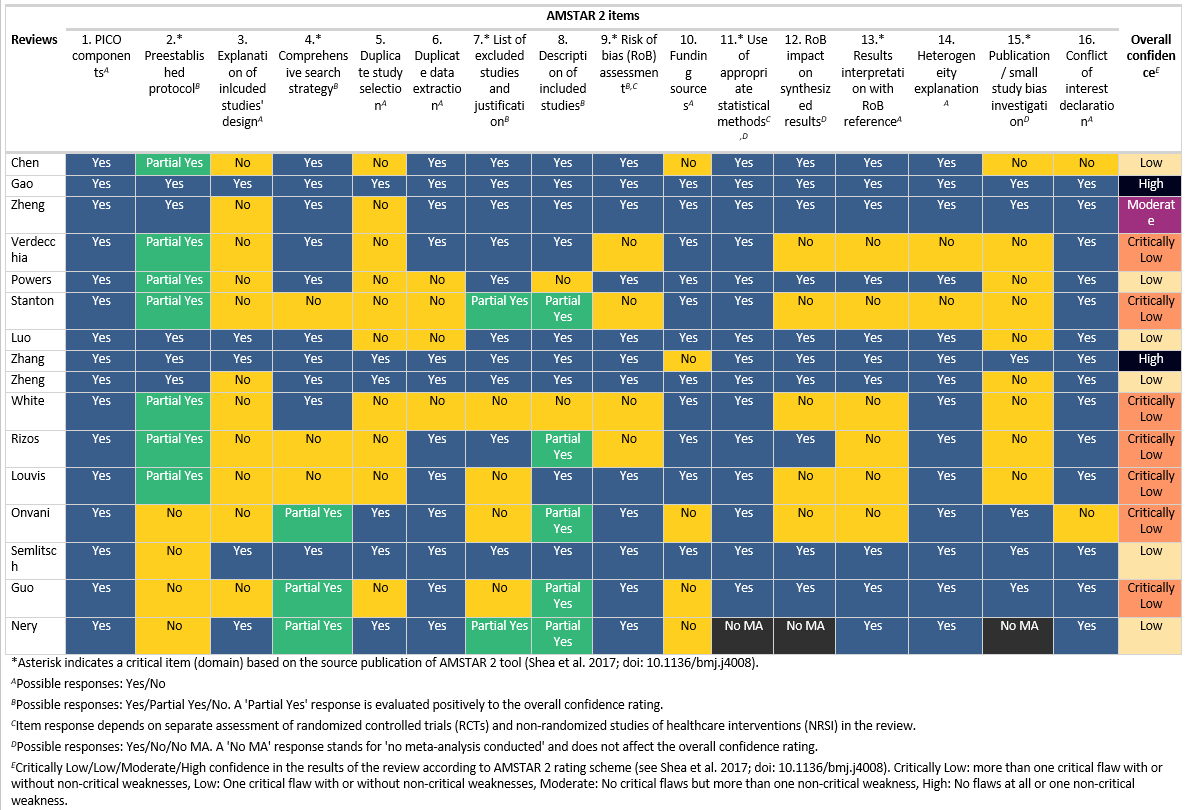 AMSTAR 2 items
Reviews 1. PICO componentsᴬ 2.* Preestablished protocolᴮ 3. Explanation of inlcuded studies' designᴬ 4.* Comprehensive search strategyᴮ 5. Duplicate study selectionᴬ 6. Duplicate data extractionᴬ 7.* List of excluded studies and justificationᴮ 8. Description of included studiesᴮ 9.* Risk of bias (RoB) assessmentᴮ,ᶜ 10. Funding sourcesᴬ 11.* Use of appropriate statistical methodsᶜ,ᴰ 12. RoB impact on synthesized resultsᴰ 13.* Results interpretation with RoB referenceᴬ 14. Heterogeneity explanationᴬ 15.* Publication / small study bias investigationᴰ 16. Conflict of interest declarationᴬ Overall confidenceᴱ
Chen Yes Partial Yes No Yes No Yes Yes Yes Yes No Yes Yes Yes Yes No No Low
Gao Yes Yes Yes Yes Yes Yes Yes Yes Yes Yes Yes Yes Yes Yes Yes Yes High
Zheng Yes Yes No Yes No Yes Yes Yes Yes Yes Yes Yes Yes Yes Yes Yes Moderate
Verdecchia Yes Partial Yes No Yes No Yes Yes Yes No Yes Yes No No No No Yes Critically Low
Powers Yes Partial Yes No Yes No No Yes No Yes Yes Yes Yes Yes Yes No Yes Low
Stanton Yes Partial Yes No No No No Partial Yes Partial Yes No Yes Yes No No No No Yes Critically Low
Luo Yes Yes Yes Yes No No Yes Yes Yes Yes Yes Yes Yes Yes No Yes Low
Zhang Yes Yes Yes Yes Yes Yes Yes Yes Yes No Yes Yes Yes Yes Yes Yes High
Zheng Yes Yes No Yes Yes Yes Yes Yes Yes Yes Yes Yes Yes Yes No Yes Low
White Yes Partial Yes No Yes No No No No No Yes Yes No No Yes No Yes Critically Low
Rizos Yes Partial Yes No No No Yes Yes Partial Yes No Yes Yes Yes No Yes No Yes Critically Low
Louvis Yes Partial Yes No No No Yes No Yes Yes Yes Yes No No Yes No Yes Critically Low
Onvani Yes No No Partial Yes Yes Yes No Partial Yes Yes No Yes No No Yes Yes No Critically Low
Semlitsch Yes No Yes Yes Yes Yes Yes Yes Yes Yes Yes Yes Yes Yes Yes Yes Low
Guo Yes No No Partial Yes No Yes No Partial Yes Yes No Yes Yes Yes Yes Yes Yes Critically Low
Nery Yes No Yes Partial Yes Yes Yes Partial Yes Partial Yes Yes No No MA No MA Yes Yes No MA Yes Low
*Asterisk indicates a critical item (domain) based on the source publication of AMSTAR 2 tool (Shea et al. 2017; doi: 10.1136/bmj.j4008).
ᴬPossible responses: Yes/No
ᴮPossible responses: Yes/Partial Yes/No. A 'Partial Yes' response is evaluated positively to the overall confidence rating.
ᶜItem response depends on separate assessment of randomized controlled trials (RCTs) and non-randomized studies of healthcare interventions (NRSI) in the review.
ᴰPossible responses: Yes/No/No MA. A 'No MA' response stands for 'no meta-analysis conducted' and does not affect the overall confidence rating.
ᴱCritically Low/Low/Moderate/High confidence in the results of the review according to AMSTAR 2 rating scheme (see Shea et al. 2017; doi: 10.1136/bmj.j4008). Critically Low: more than one critical flaw with or
without non-critical weaknesses, Low: One critical flaw with or without non-critical weaknesses, Moderate: No critical flaws but more than one non-critical weakness, High: No flaws at all or one non-critical
weakness.